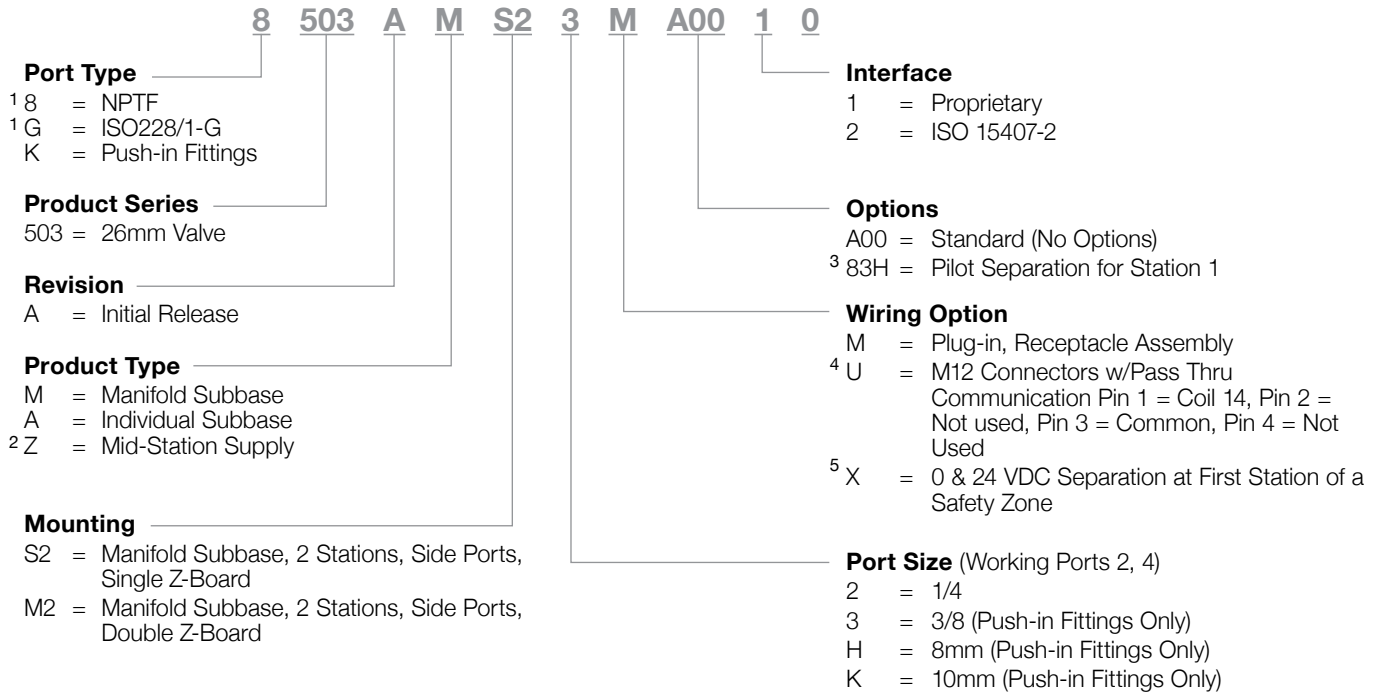 8 503 A M S2 3 M A00 1 0
Port Type
1 8 = NPTF
1 G = ISO228/1-G
K = Push-in Fittings
Product Series
503 = 26mm Valve
Revision
A = Initial Release
Product Type
M = Manifold Subbase
A = Individual Subbase
2 Z = Mid-Station Supply
Mounting
S2 = Manifold Subbase, 2 Stations, Side Ports,
Single Z-Board
M2 = Manifold Subbase, 2 Stations, Side Ports,
Double Z-Board
Interface
1 = Proprietary
2 = ISO 15407-2
Options
A00 = Standard (No Options)
3 83H = Pilot Separation for Station 1
Wiring Option
M = Plug-in, Receptacle Assembly
4 U = M12 Connectors w/Pass Thru
Communication Pin 1 = Coil 14, Pin 2 =
Not used, Pin 3 = Common, Pin 4 = Not
Used
5 X = 0 & 24 VDC Separation at First Station of a
Safety Zone
Port Size (Working Ports 2, 4)
2 = 1/4
3 = 3/8 (Push-in Fittings Only)
H = 8mm (Push-in Fittings Only)
K = 10mm (Push-in Fittings Only)